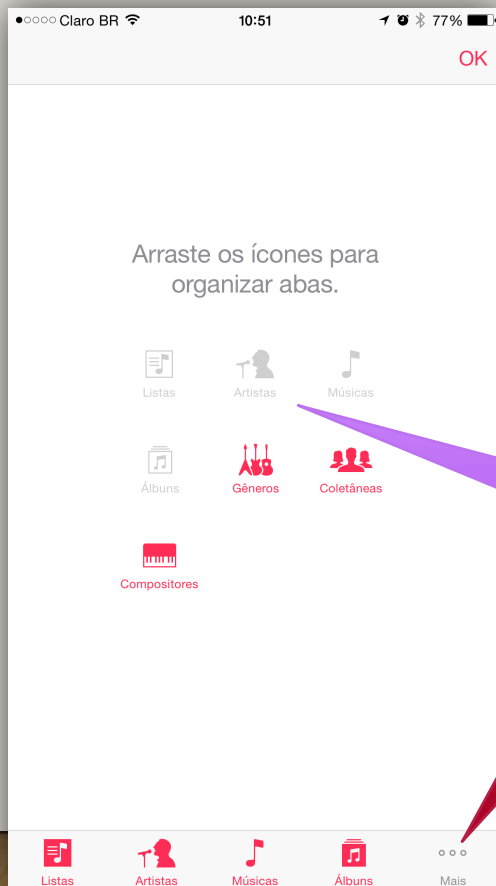 Claro BR 10:51 77%
OK
Arraste os ícones para
organizar abas.
Listas Artistas Músicas
Álbuns Gêneros Coletâneas
Compositores
Listas Artistas Músicas Álbuns Mais